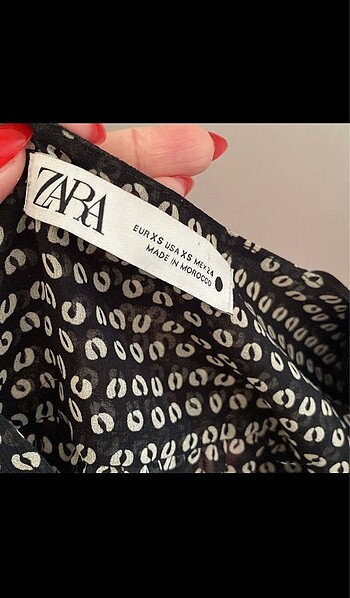 ZARA
EUR XS USA XS MEX 24
MADE IN MOROCCO